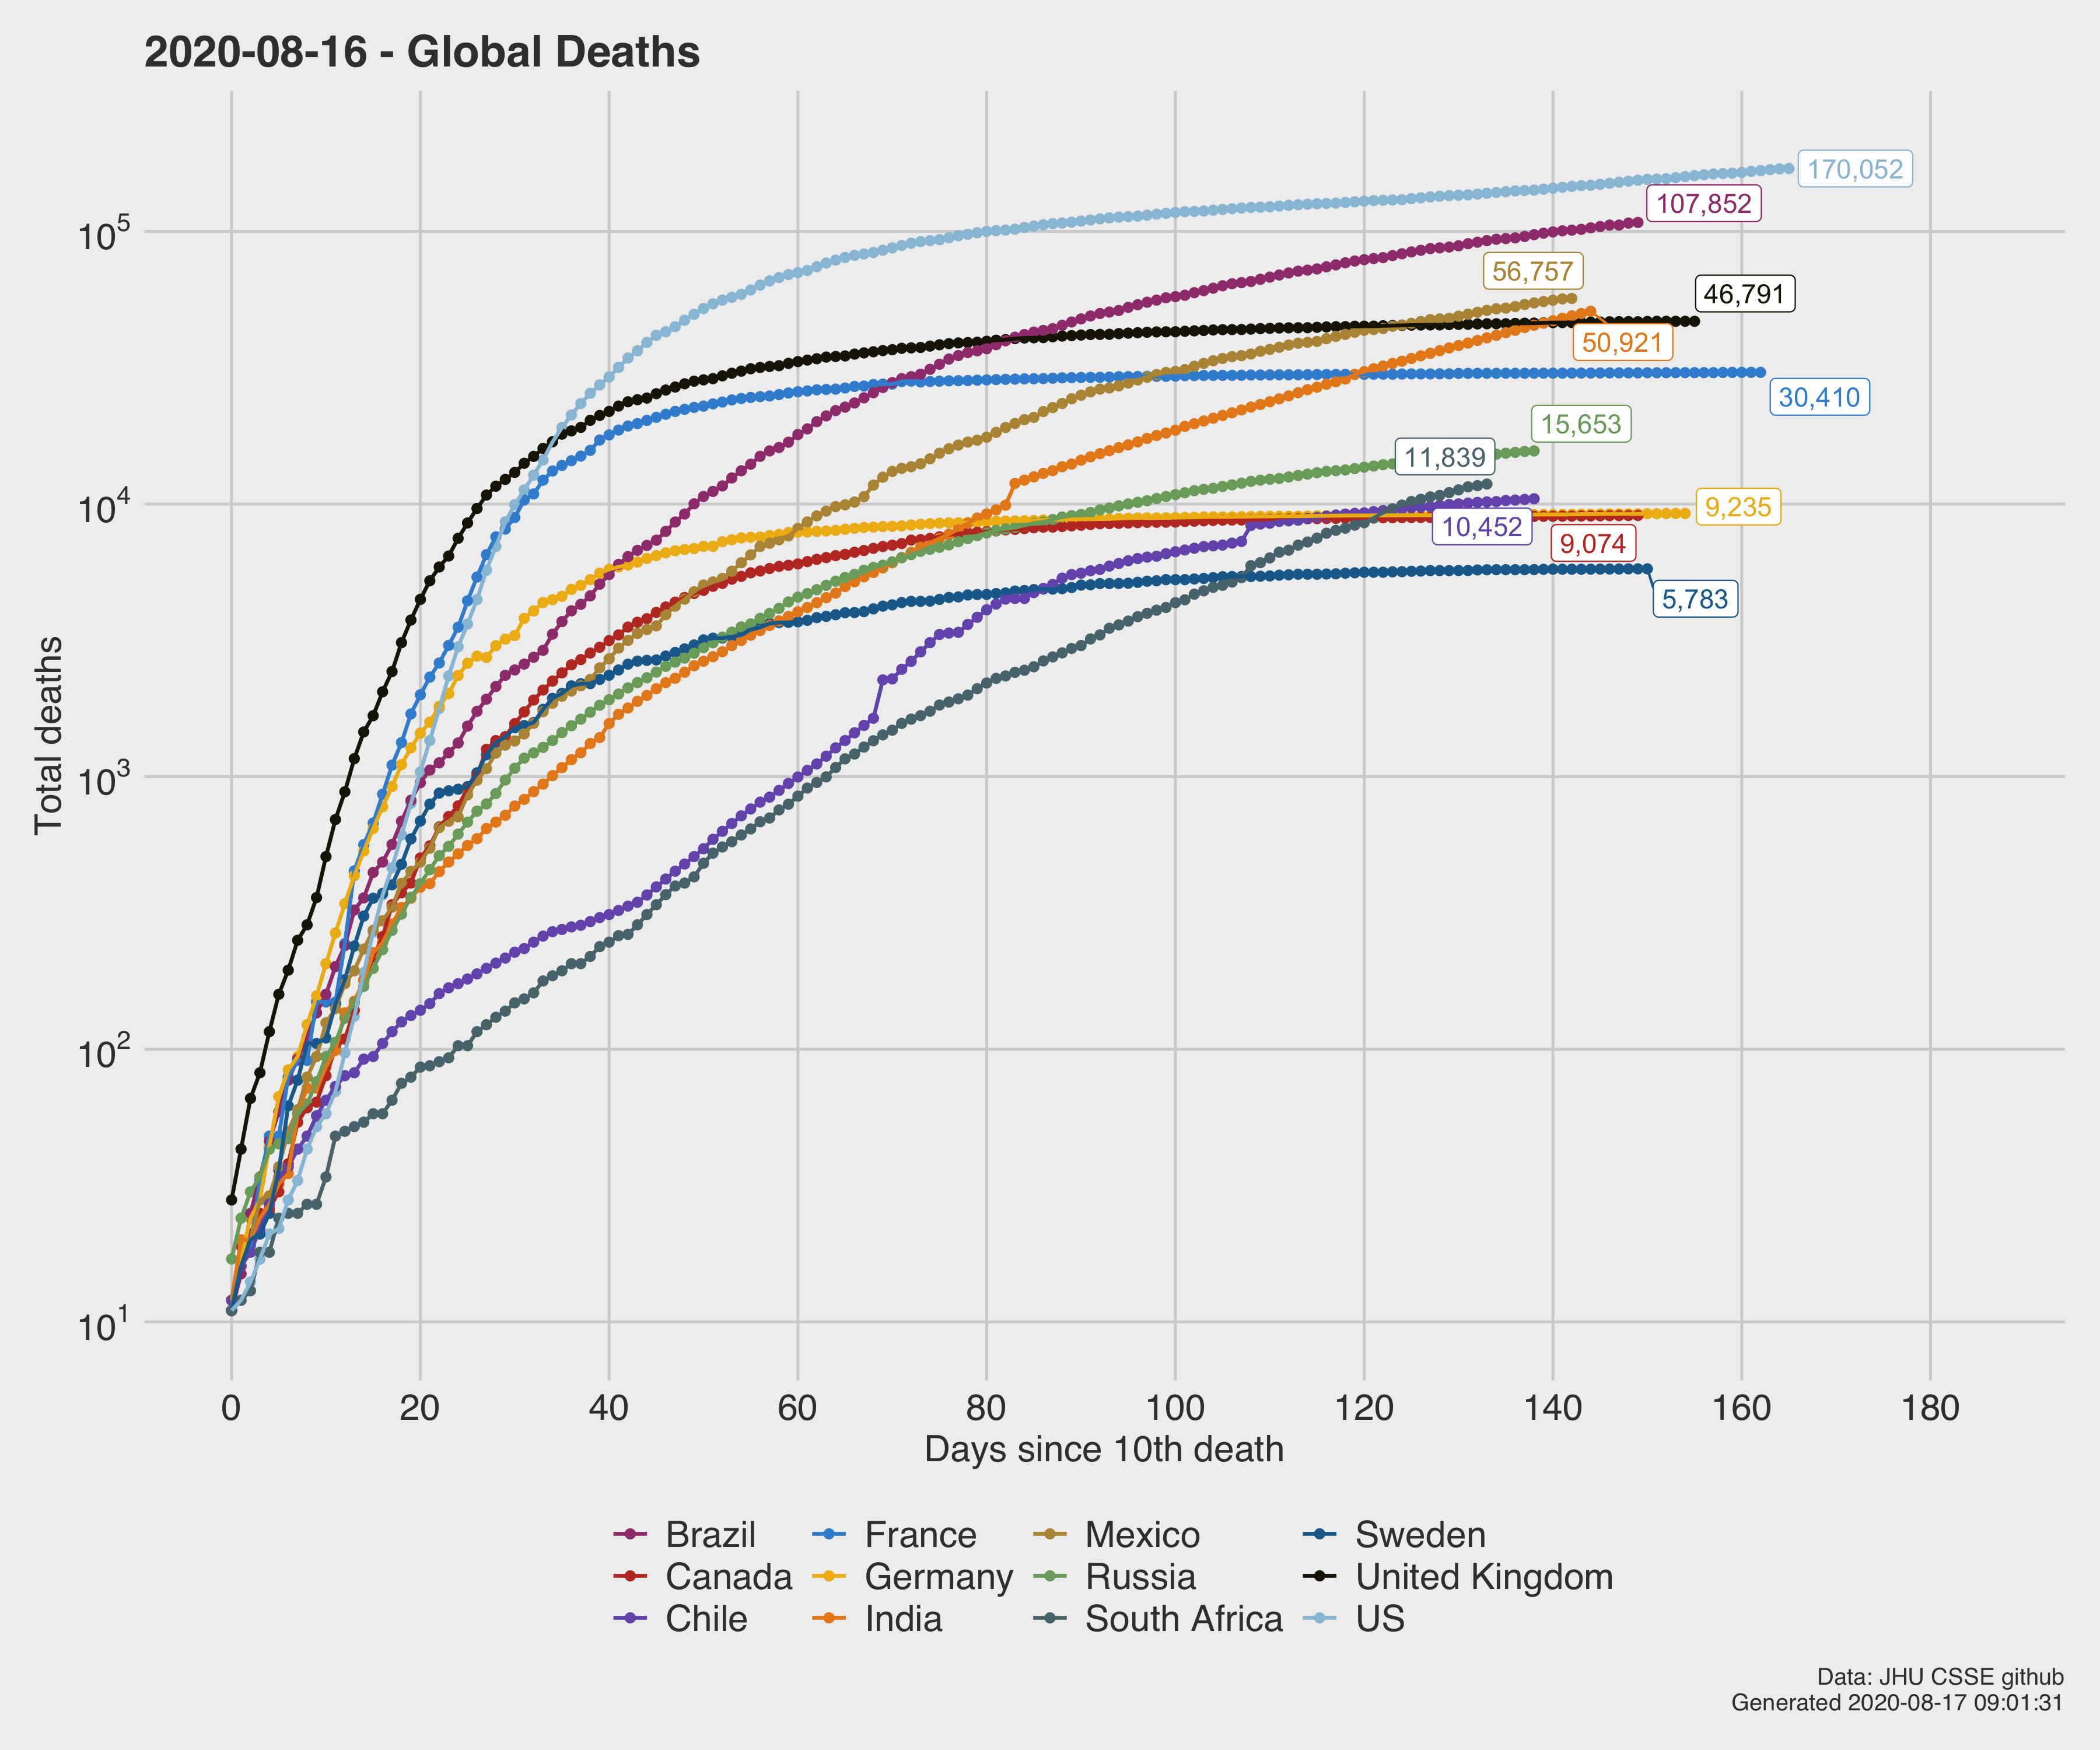 2020-08-16 - Global Deaths
170,052
107,852
56,757
46,791
50,921
30,410
15,653
11,839
9,235
10,452
9,074
5,783
10^5
10^4
10^3
10^2
10^1
Total deaths
0 20 40 60 80 100 120 140 160 180
Days since 10th death
Brazil France Mexico Sweden
Canada Germany Russia United Kingdom
Chile India South Africa US
Data: JHU CSSE github
Generated 2020-08-17 09:01:31